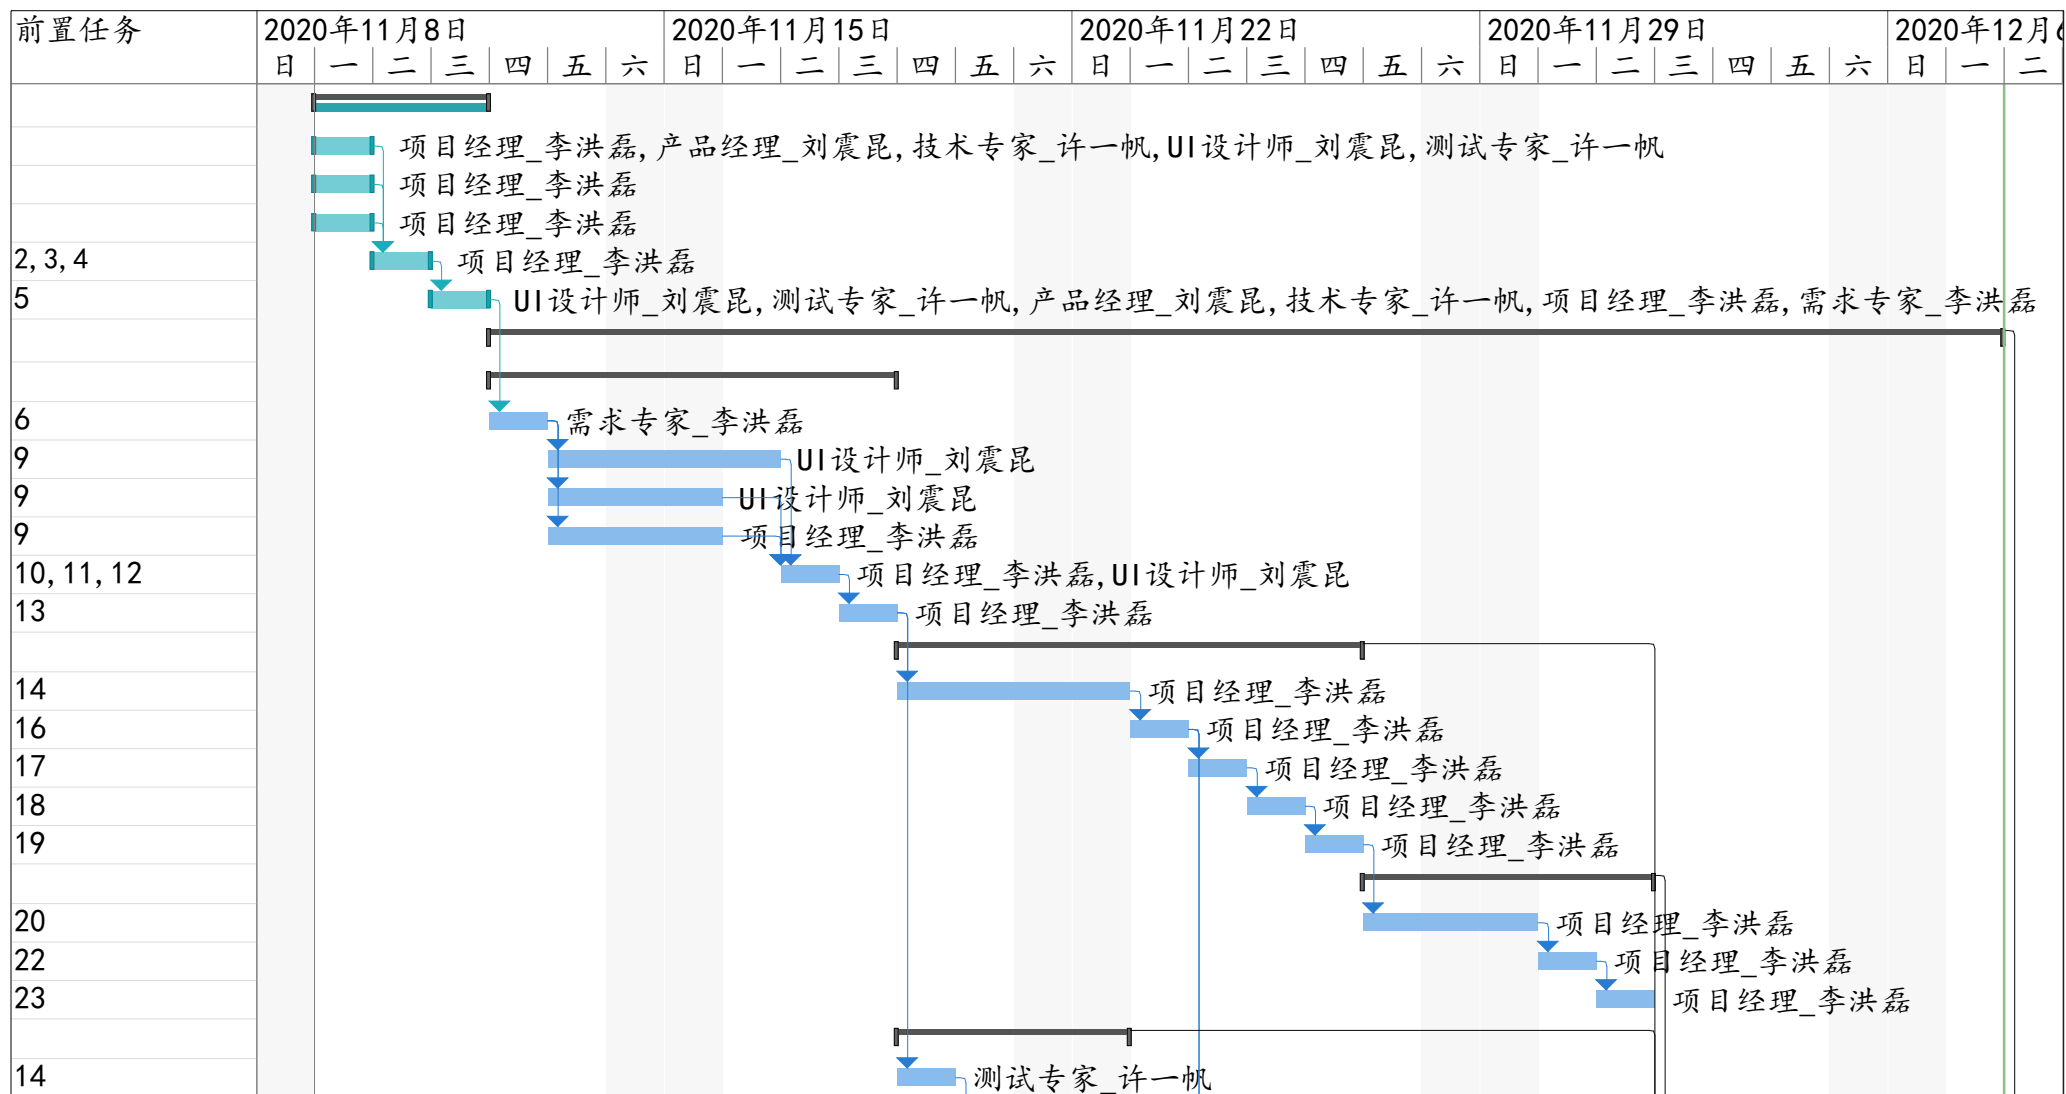 前置任务 2020年11月8日 2020年11月15日 2020年11月22日 2020年11月29日 2020年12月6
日 一 二 三 四 五 六 日 一 二 三 四 五 六 日 一 二 三 四 五 六 日 一 二 三 四 五 六 日 一 二
项目经理_李洪磊,产品经理_刘震昆,技术专家_许一帆,UI设计师_刘震昆,测试专家_许一帆
项目经理_李洪磊
项目经理_李洪磊
2,3,4 项目经理_李洪磊
5 UI设计师_刘震昆,测试专家_许一帆,产品经理_刘震昆,技术专家_许一帆,项目经理_李洪磊,需求专家_李洪磊
6 需求专家_李洪磊
9 UI设计师_刘震昆
9 UI设计师_刘震昆
9 项目经理_李洪磊
10,11,12 项目经理_李洪磊,UI设计师_刘震昆
13 项目经理_李洪磊
14 项目经理_李洪磊
16 项目经理_李洪磊
17 项目经理_李洪磊
18 项目经理_李洪磊
19 项目经理_李洪磊
20 项目经理_李洪磊
22 项目经理_李洪磊
23 项目经理_李洪磊
14 测试专家_许一帆